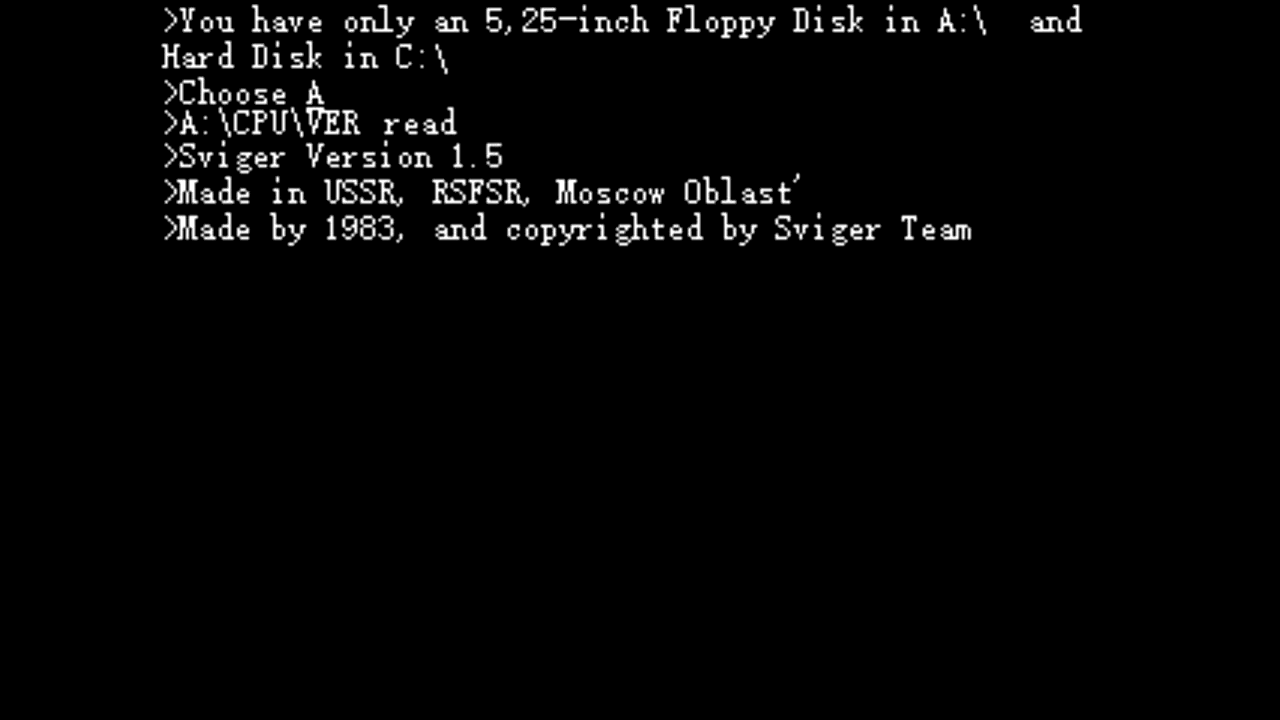 >You have only an 5,25-inch Floppy Disk in A:\  and
Hard Disk in C:\
>Choose A
>A:\CPU\VER read
>Sviger Version 1.5
>Made in USSR, RSFSR, Moscow Oblast'
>Made by 1983, and copyrighted by Sviger Team